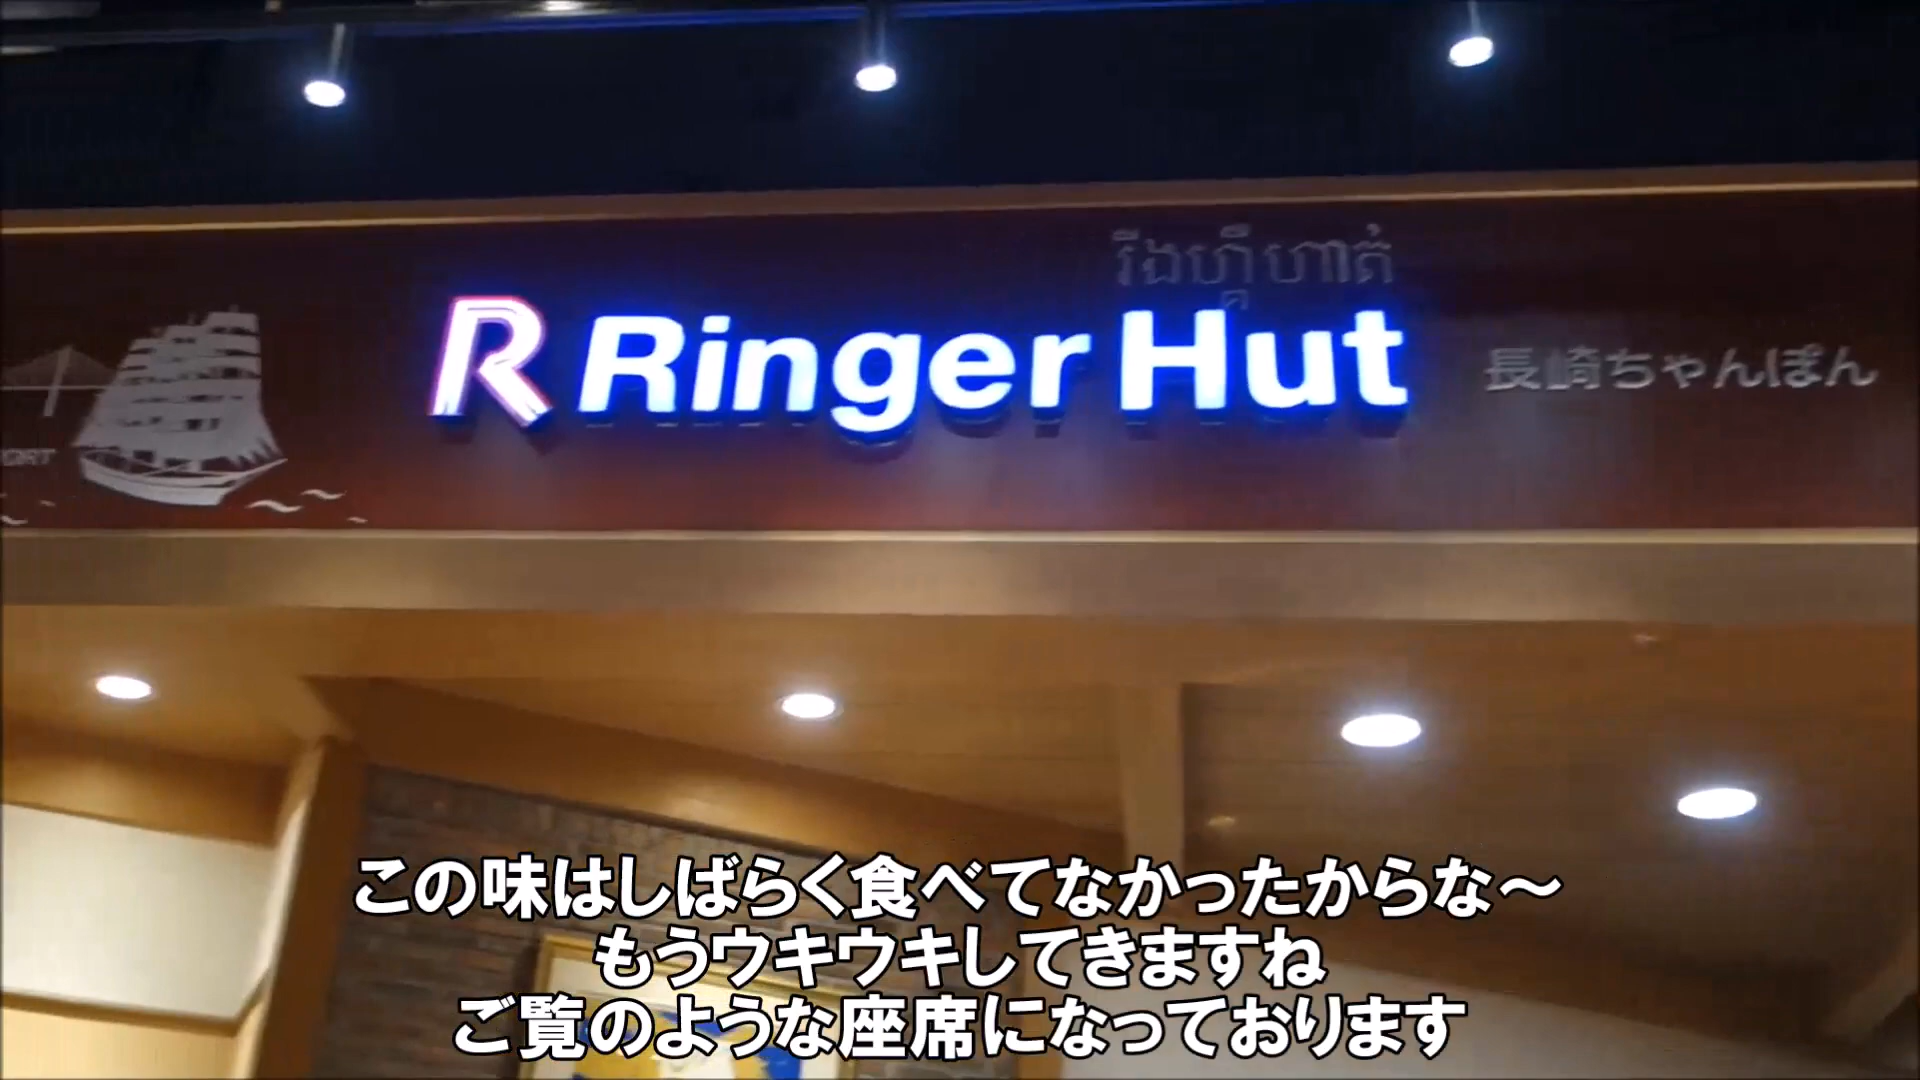 រីងហ្គឺហាត់
R Ringer Hut
長崎ちゃんぽん
ORT
この味はしばらく食べてなかったからな～
もうウキウキしてきますね
ご覧のような座席になっております